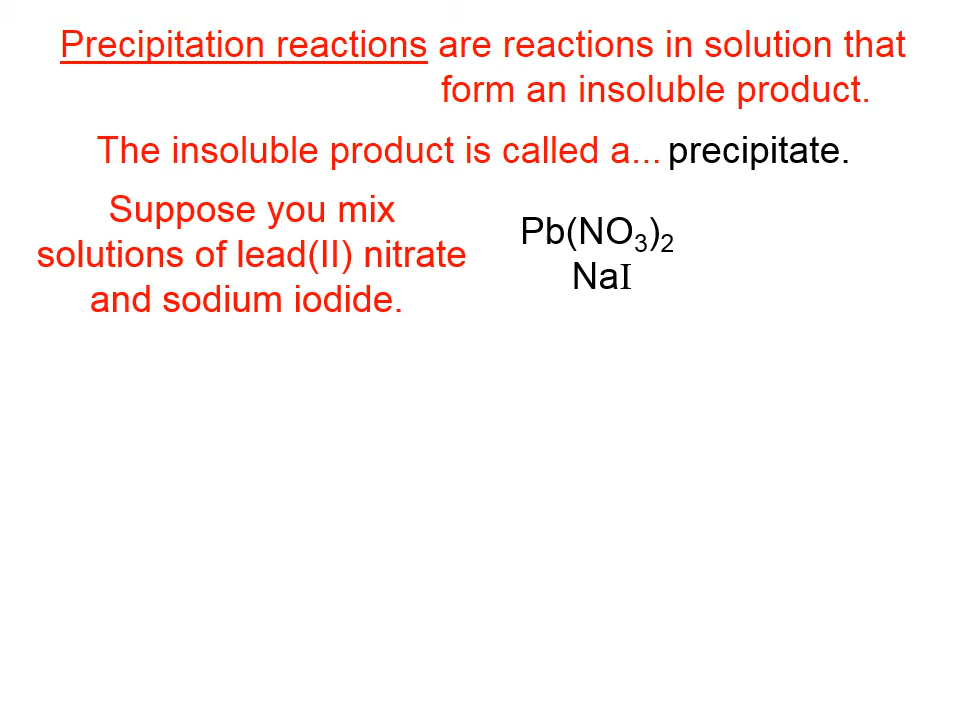 Precipitation reactions are reactions in solution that
form an insoluble product.
The insoluble product is called a... precipitate.
Suppose you mix
solutions of lead(II) nitrate
and sodium iodide.
Pb(NO₃)₂
NaI